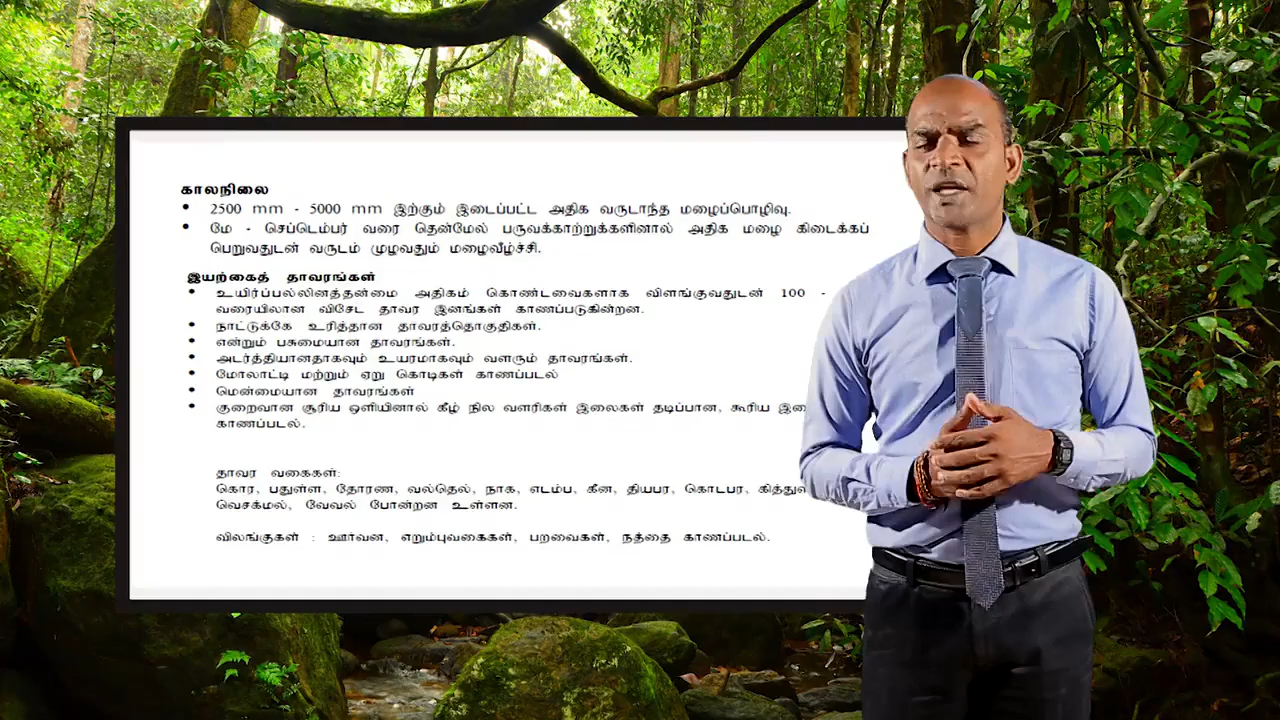 காலநிலை
• 2500 mm - 5000 mm இற்கும் இடைப்பட்ட அதிக வருடாந்த மழைப்பொழிவு.
• மே - செப்டெம்பர் வரை தென்மேல் பருவக்காற்றுக்களினால் அதிக மழை கிடைக்கப்
பெறுவதுடன் வருடம் முழுவதும் மழைவீழ்ச்சி.
இயற்கைத் தாவரங்கள்
• உயிர்ப்பல்லினத்தன்மை அதிகம் கொண்டவைகளாக விளங்குவதுடன் 100 -
வரையிலான விசேட தாவர இனங்கள் காணப்படுகின்றன.
• நாட்டுக்கே உரித்தான தாவரத்தொகுதிகள்.
• என்றும் பசுமையான தாவரங்கள்.
• அடர்த்தியானதாகவும் உயரமாகவும் வளரும் தாவரங்கள்.
• மேலொட்டி மற்றும் ஏறு கொடிகள் காணப்படல்
• மென்மையான தாவரங்கள்
• குறைவான சூரிய ஒளியினால் கீழ் நில வளரிகள் இலைகள் தடிப்பான, கூரிய
காணப்படல்.
தாவர வகைகள்:
கொர, பதுள்ள, தோரண, வல்தெல், நாக, எடம்ப, கீன, தியபர, கொடபர,
வெசக்மல், வேவல் போன்றன உள்ளன.
விலங்குகள் : ஊர்வன, எறும்புவகைகள், பறவைகள், நத்தை காணப்படல்.